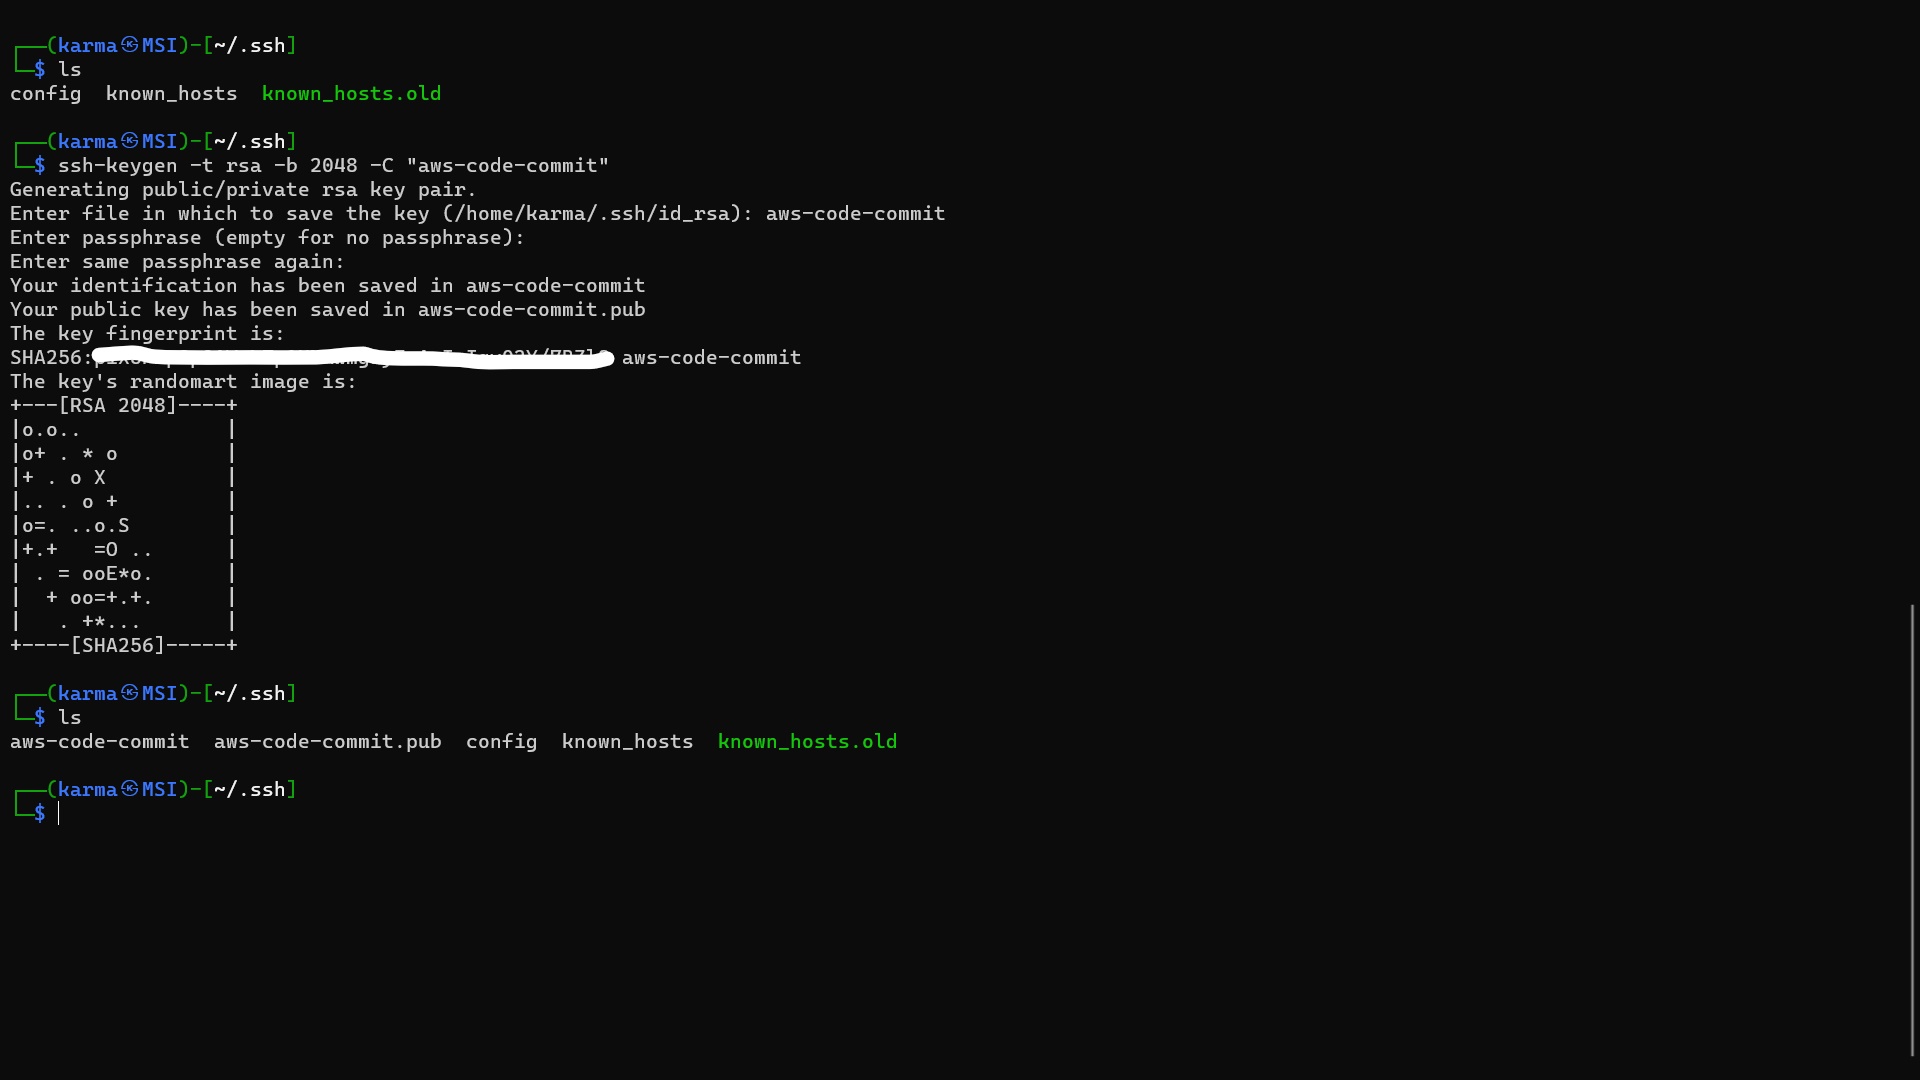 ┌──(karma㉿MSI)-[~/.ssh]
└─$ ls
config  known_hosts  known_hosts.old
┌──(karma㉿MSI)-[~/.ssh]
└─$ ssh-keygen -t rsa -b 2048 -C "aws-code-commit"
Generating public/private rsa key pair.
Enter file in which to save the key (/home/karma/.ssh/id_rsa): aws-code-commit
Enter passphrase (empty for no passphrase):
Enter same passphrase again:
Your identification has been saved in aws-code-commit
Your public key has been saved in aws-code-commit.pub
The key fingerprint is:
SHA256: aws-code-commit
The key's randomart image is:
+---[RSA 2048]----+
|o.o..            |
|o+ . * o         |
|+ . o X          |
|.. . o +         |
|o=. ..o.S        |
|+.+   =O ..      |
| . = ooE*o.      |
|  + oo=+.+.      |
|   . +*...       |
+----[SHA256]-----+
┌──(karma㉿MSI)-[~/.ssh]
└─$ ls
aws-code-commit  aws-code-commit.pub  config  known_hosts  known_hosts.old
┌──(karma㉿MSI)-[~/.ssh]
└─$